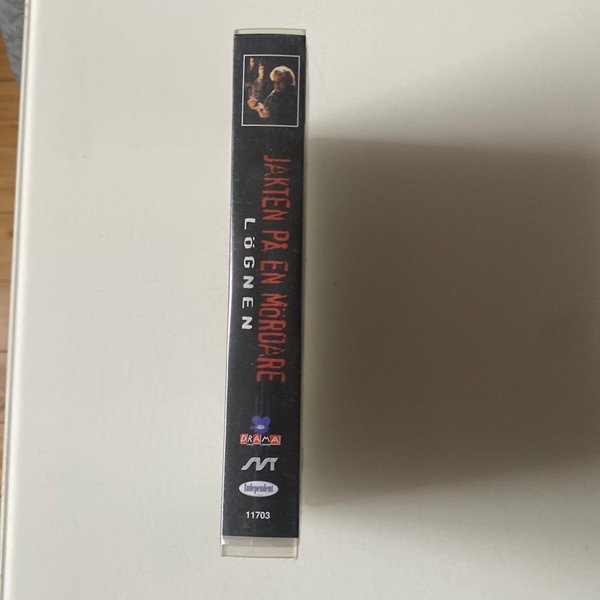 JAKTEN PÅ EN MÖRDARE
LÖGNEN
DRAMA
SVT
Independent
11703